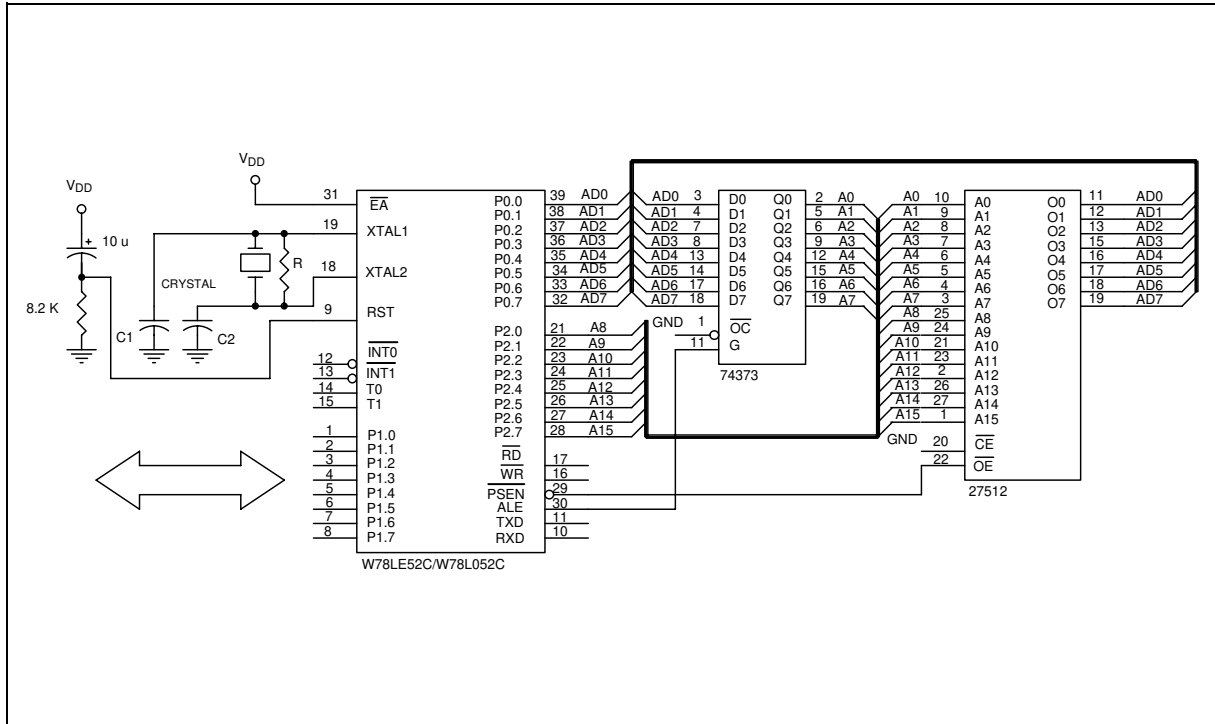 VDD
VDD
10 u
8.2 K
CRYSTAL
R
C1
C2
31 EA
19 XTAL1
18 XTAL2
9 RST
12 INT0
13 INT1
14 T0
15 T1
1 P1.0
2 P1.1
3 P1.2
4 P1.3
5 P1.4
6 P1.5
7 P1.6
8 P1.7
P0.0 39 AD0
P0.1 38 AD1
P0.2 37 AD2
P0.3 36 AD3
P0.4 35 AD4
P0.5 34 AD5
P0.6 33 AD6
P0.7 32 AD7
P2.0 21 A8
P2.1 22 A9
P2.2 23 A10
P2.3 24 A11
P2.4 25 A12
P2.5 26 A13
P2.6 27 A14
P2.7 28 A15
RD 17
WR 16
PSEN 29
ALE 30
TXD 11
RXD 10
W78LE52C/W78L052C
AD0 3 D0 Q0 2 A0
AD1 4 D1 Q1 5 A1
AD2 7 D2 Q2 6 A2
AD3 8 D3 Q3 9 A3
AD4 13 D4 Q4 12 A4
AD5 14 D5 Q5 15 A5
AD6 17 D6 Q6 16 A6
AD7 18 D7 Q7 19 A7
GND 1 OC
11 G
74373
A0 10 A0 O0 11 AD0
A1 9 A1 O1 12 AD1
A2 8 A2 O2 13 AD2
A3 7 A3 O3 15 AD3
A4 6 A4 O4 16 AD4
A5 5 A5 O5 17 AD5
A6 4 A6 O6 18 AD6
A7 3 A7 O7 19 AD7
A8 25 A8
A9 24 A9
A10 21 A10
A11 23 A11
A12 2 A12
A13 26 A13
A14 27 A14
A15 1 A15
GND 20 CE
22 OE
27512